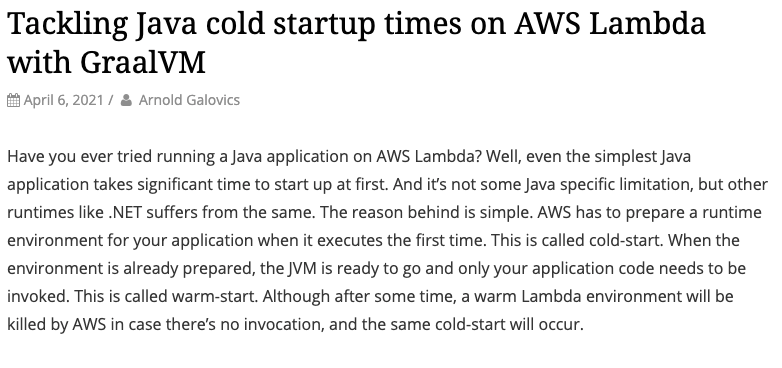 Tackling Java cold startup times on AWS Lambda
with GraalVM
April 6, 2021 / Arnold Galovics
Have you ever tried running a Java application on AWS Lambda? Well, even the simplest Java
application takes significant time to start up at first. And it's not some Java specific limitation, but other
runtimes like .NET suffers from the same. The reason behind is simple. AWS has to prepare a runtime
environment for your application when it executes the first time. This is called cold-start. When the
environment is already prepared, the JVM is ready to go and only your application code needs to be
invoked. This is called warm-start. Although after some time, a warm Lambda environment will be
killed by AWS in case there's no invocation, and the same cold-start will occur.